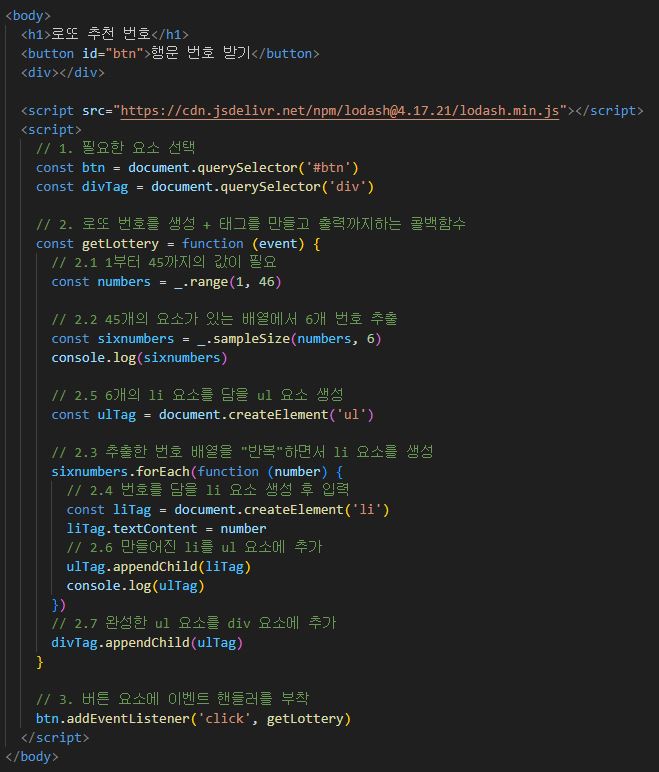 <body>
<h1>로또 추천 번호</h1>
<button id="btn">행운 번호 받기</button>
<div></div>
<script src="https://cdn.jsdelivr.net/npm/lodash@4.17.21/lodash.min.js"></script>
<script>
// 1. 필요한 요소 선택
const btn = document.querySelector('#btn')
const divTag = document.querySelector('div')
// 2. 로또 번호를 생성 + 태그를 만들고 출력까지하는 콜백함수
const getLottery = function (event) {
// 2.1 1부터 45까지의 값이 필요
const numbers = _.range(1, 46)
// 2.2 45개의 요소가 있는 배열에서 6개 번호 추출
const sixnumbers = _.sampleSize(numbers, 6)
console.log(sixnumbers)
// 2.5 6개의 li 요소를 담을 ul 요소 생성
const ulTag = document.createElement('ul')
// 2.3 추출한 번호 배열을 "반복"하면서 li 요소를 생성
sixnumbers.forEach(function (number) {
// 2.4 번호를 담을 li 요소 생성 후 입력
const liTag = document.createElement('li')
liTag.textContent = number
// 2.6 만들어진 li를 ul 요소에 추가
ulTag.appendChild(liTag)
console.log(ulTag)
})
// 2.7 완성한 ul 요소를 div 요소에 추가
divTag.appendChild(ulTag)
}
// 3. 버튼 요소에 이벤트 핸들러를 부착
btn.addEventListener('click', getLottery)
</script>
</body>